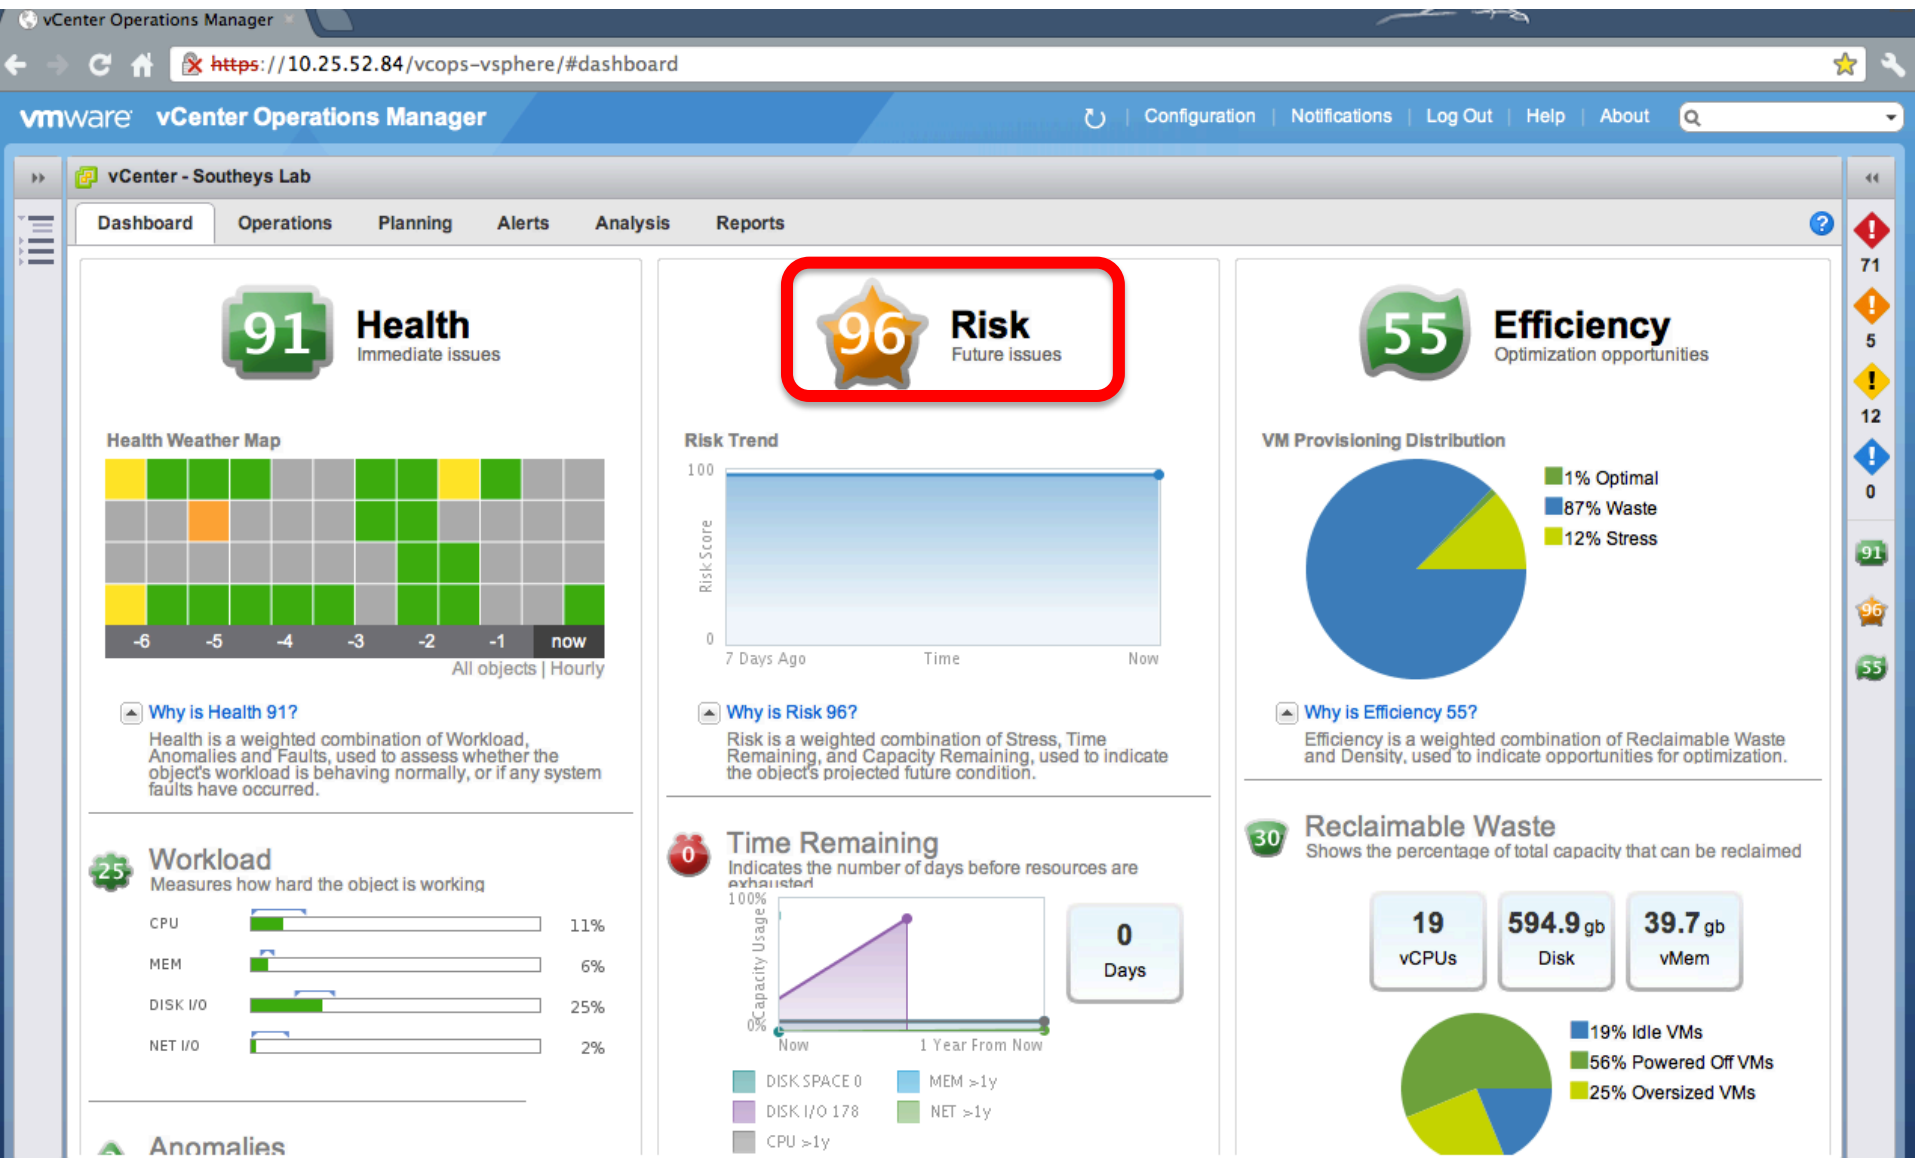 vCenter Operations Manager
https://10.25.52.84/vcops-vsphere/#dashboard
vmware vCenter Operations Manager
Configuration | Notifications | Log Out | Help | About
vCenter - Southeys Lab
Dashboard Operations Planning Alerts Analysis Reports
91 Health
Immediate issues
Health Weather Map
-6 -5 -4 -3 -2 -1 now
All objects | Hourly
Why is Health 91?
Health is a weighted combination of Workload,
Anomalies and Faults, used to assess whether the
object's workload is behaving normally, or if any system
faults have occurred.
25 Workload
Measures how hard the object is working
CPU 11%
MEM 6%
DISK I/O 25%
NET I/O 2%
Anomalies
96 Risk
Future issues
Risk Trend
100
Risk Score
0
7 Days Ago Time Now
Why is Risk 96?
Risk is a weighted combination of Stress, Time
Remaining, and Capacity Remaining, used to indicate
the object's projected future condition.
0 Time Remaining
Indicates the number of days before resources are
exhausted
100%
Capacity Usage
0%
Now 1 Year From Now
0
Days
DISK SPACE 0 MEM >1y
DISK I/O 178 NET >1y
CPU >1y
55 Efficiency
Optimization opportunities
VM Provisioning Distribution
1% Optimal
87% Waste
12% Stress
Why is Efficiency 55?
Efficiency is a weighted combination of Reclaimable Waste
and Density, used to indicate opportunities for optimization.
30 Reclaimable Waste
Shows the percentage of total capacity that can be reclaimed
19
vCPUs
594.9 gb
Disk
39.7 gb
vMem
19% Idle VMs
56% Powered Off VMs
25% Oversized VMs
71
5
12
0
91
96
55